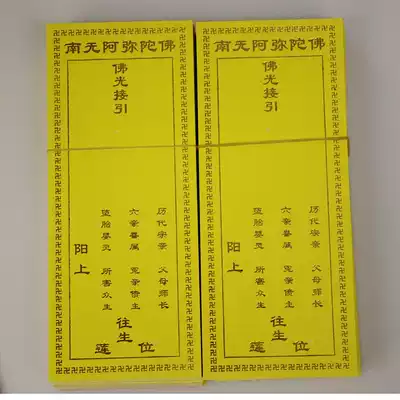 南无阿弥陀佛
佛光接引
历代宗亲 父母师长
六亲眷属 冤亲债主
堕胎婴灵 所害众生
阳上
往生
莲位
南无阿弥陀佛
佛光接引
历代宗亲 父母师长
六亲眷属 冤亲债主
堕胎婴灵 所害众生
阳上
往生
莲位